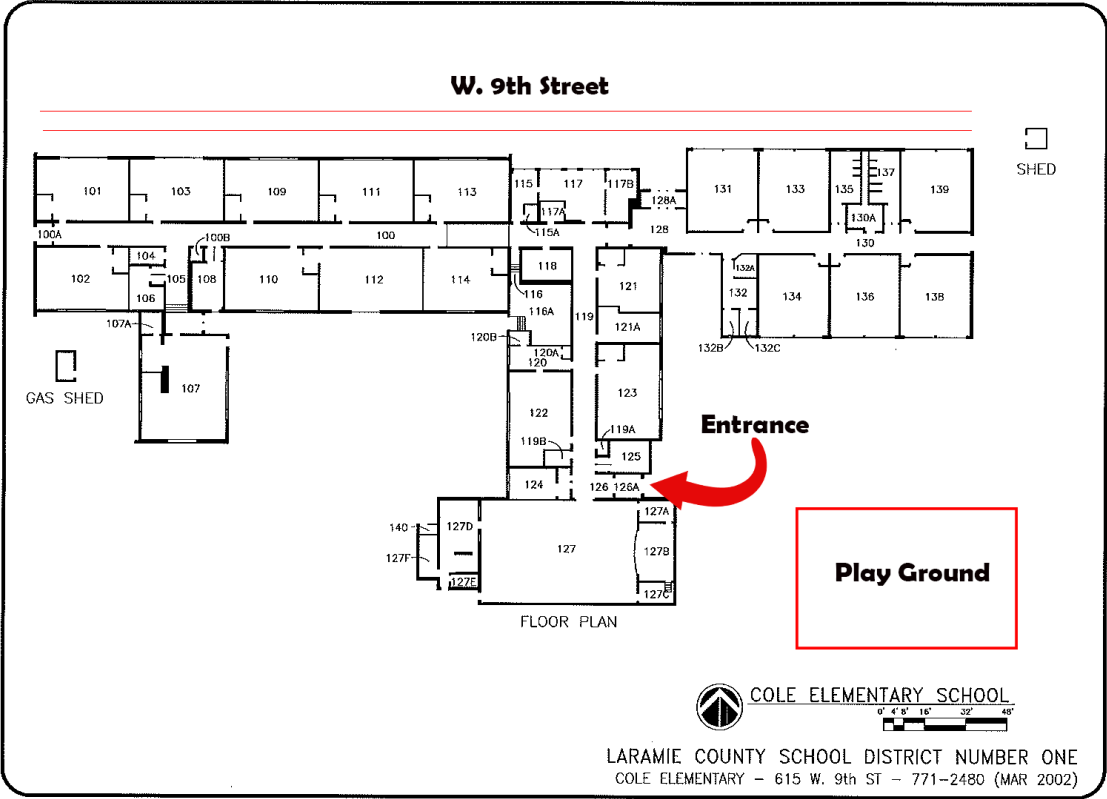 W. 9th Street
SHED
101
103
109
111
113
115
117
117B
117A
115A
128A
131
133
135
137
139
130A
100A
100B
100
128
130
102
104
105
106
108
110
112
114
116
118
116A
119
121
121A
132A
132
134
136
138
132B
132C
107A
107
120B
120A
120
GAS SHED
122
123
119A
119B
125
Entrance
124
126
126A
140
127D
127F
127E
127
127A
127B
127C
Play Ground
FLOOR PLAN
COLE ELEMENTARY SCHOOL
0' 4' 8' 16' 32' 48'
LARAMIE COUNTY SCHOOL DISTRICT NUMBER ONE
COLE ELEMENTARY – 615 W. 9th ST – 771–2480 (MAR 2002)